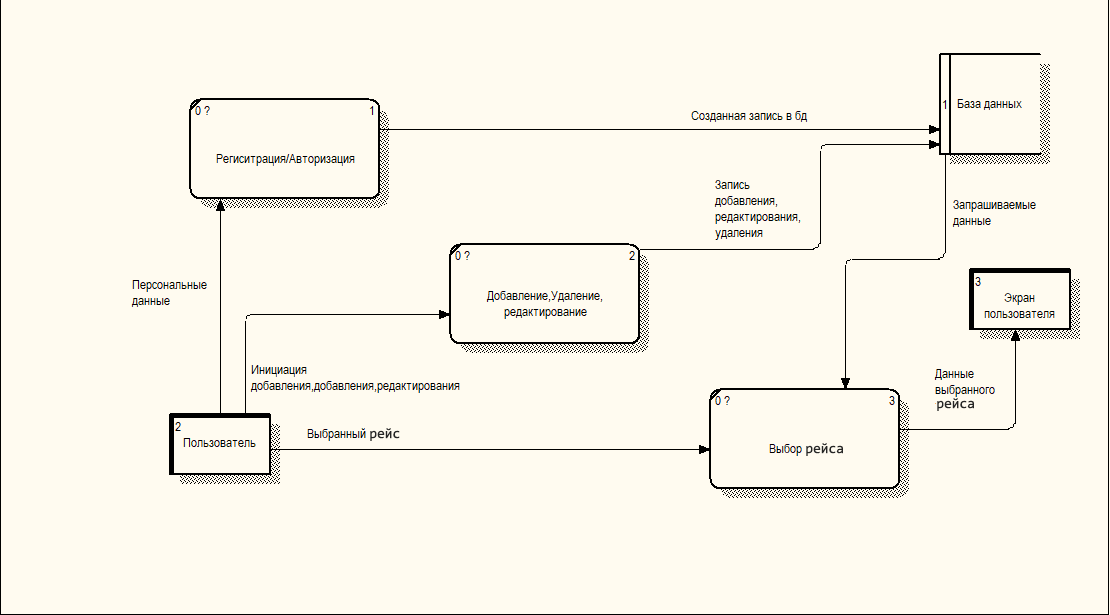 База данных
1
Созданная запись в бд
0 ?
1
Региситрация/Авторизация
Запись
добавления,
редактирования,
удаления
Запрашиваемые
данные
0 ?
2
Добавление,Удаление,
редактирование
Персональные
данные
3
Экран
пользователя
Инициация
добавления,добавления,редактирования
Данные
выбранного
рейса
0 ?
3
Выбор рейса
2
Пользователь
Выбранный рейс